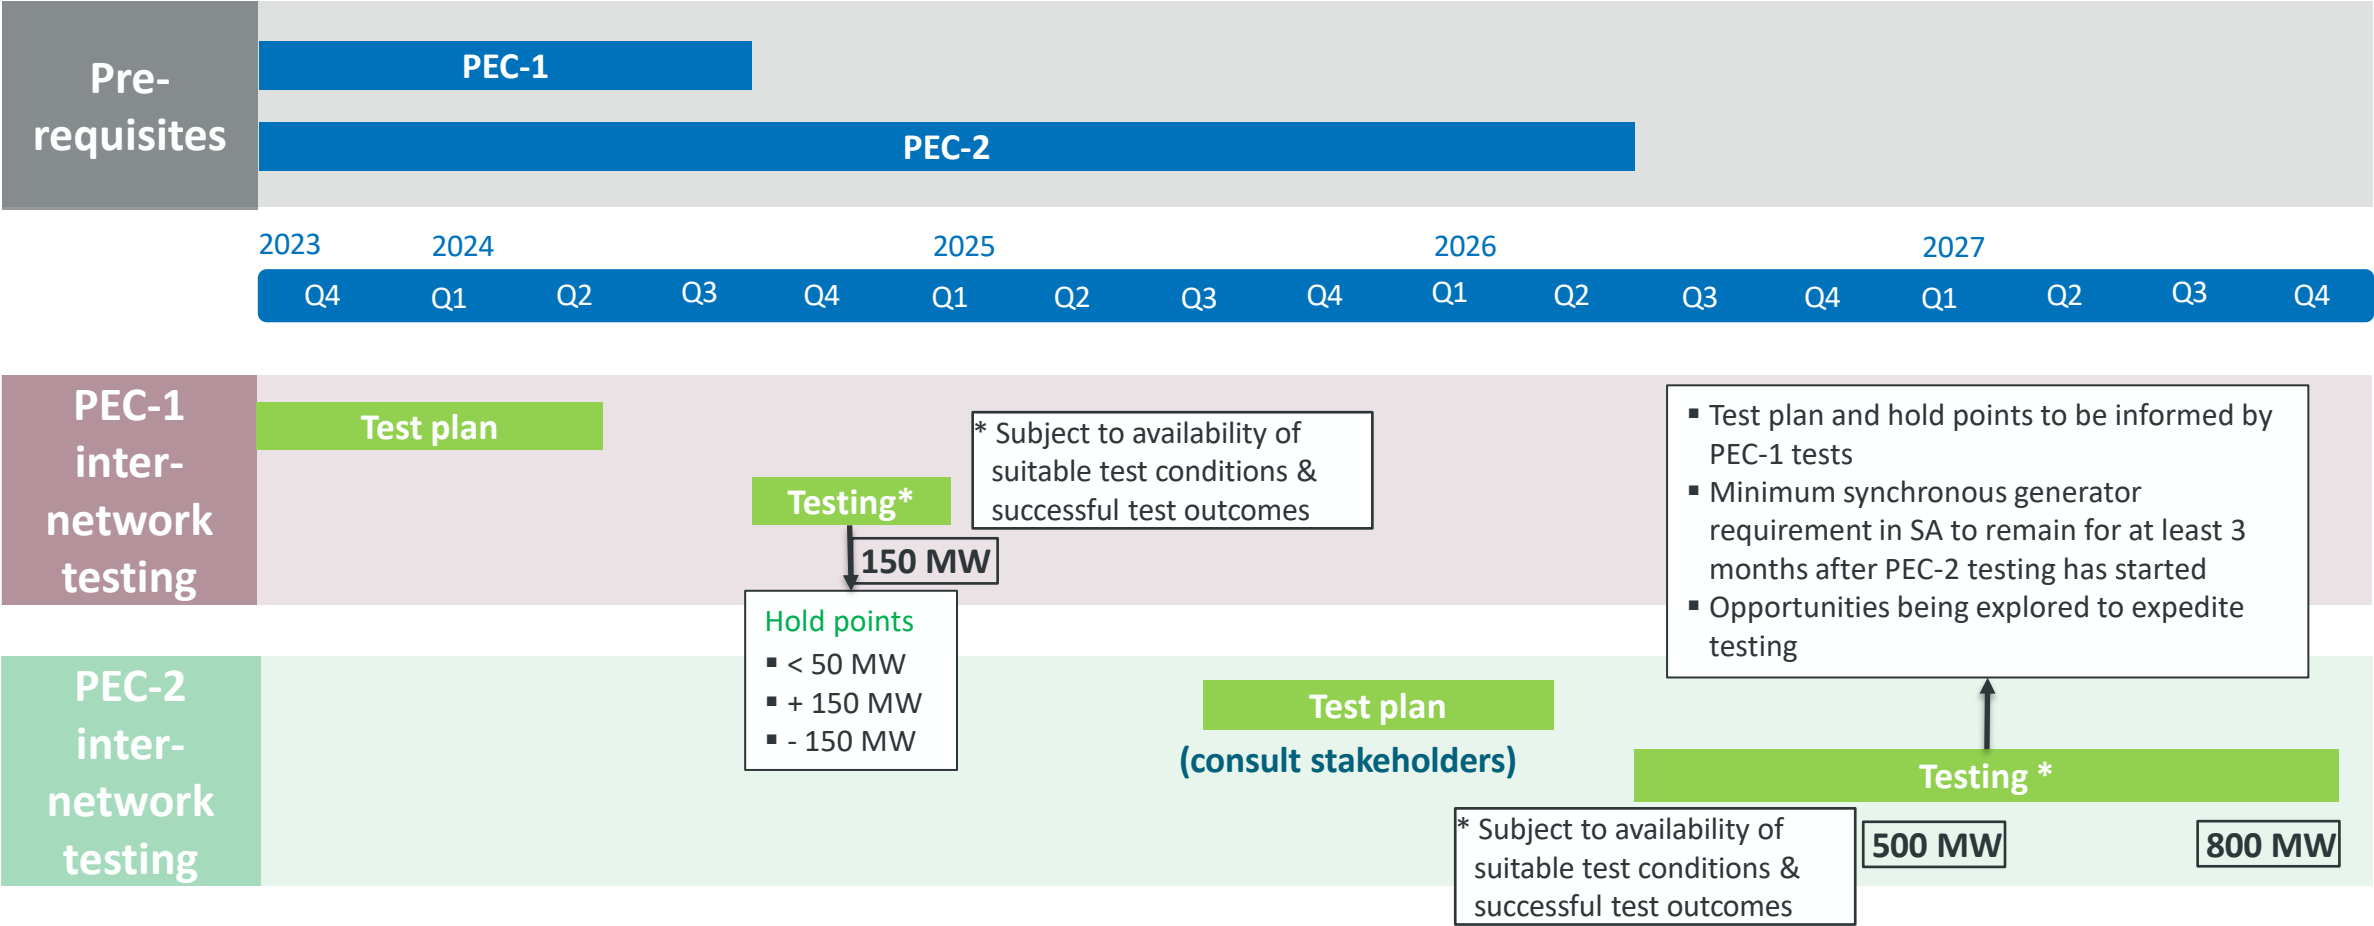 Pre-
requisites
PEC-1
PEC-2
2023
2024
2025
2026
2027
Q4
Q1
Q2
Q3
Q4
Q1
Q2
Q3
Q4
Q1
Q2
Q3
Q4
Q1
Q2
Q3
Q4
PEC-1
inter-
network
testing
Test plan
Testing*
150 MW
* Subject to availability of
suitable test conditions &
successful test outcomes
Hold points
▪ < 50 MW
▪ + 150 MW
▪ - 150 MW
▪ Test plan and hold points to be informed by
PEC-1 tests
▪ Minimum synchronous generator
requirement in SA to remain for at least 3
months after PEC-2 testing has started
▪ Opportunities being explored to expedite
testing
PEC-2
inter-
network
testing
Test plan
(consult stakeholders)
Testing *
* Subject to availability of
suitable test conditions &
successful test outcomes
500 MW
800 MW